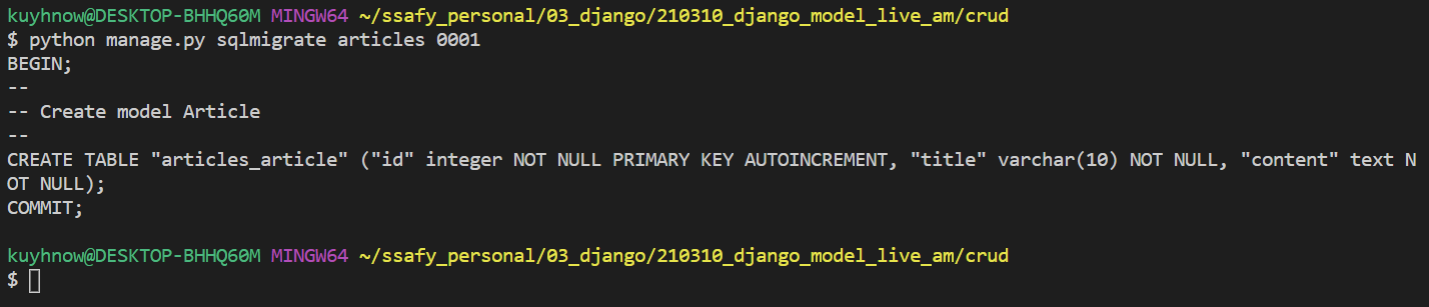 kuyhnow@DESKTOP-BHHQ60M MINGW64 ~/ssafy_personal/03_django/210310_django_model_live_am/crud
$ python manage.py sqlmigrate articles 0001
BEGIN;
--
-- Create model Article
--
CREATE TABLE "articles_article" ("id" integer NOT NULL PRIMARY KEY AUTOINCREMENT, "title" varchar(10) NOT NULL, "content" text N
OT NULL);
COMMIT;
kuyhnow@DESKTOP-BHHQ60M MINGW64 ~/ssafy_personal/03_django/210310_django_model_live_am/crud
$